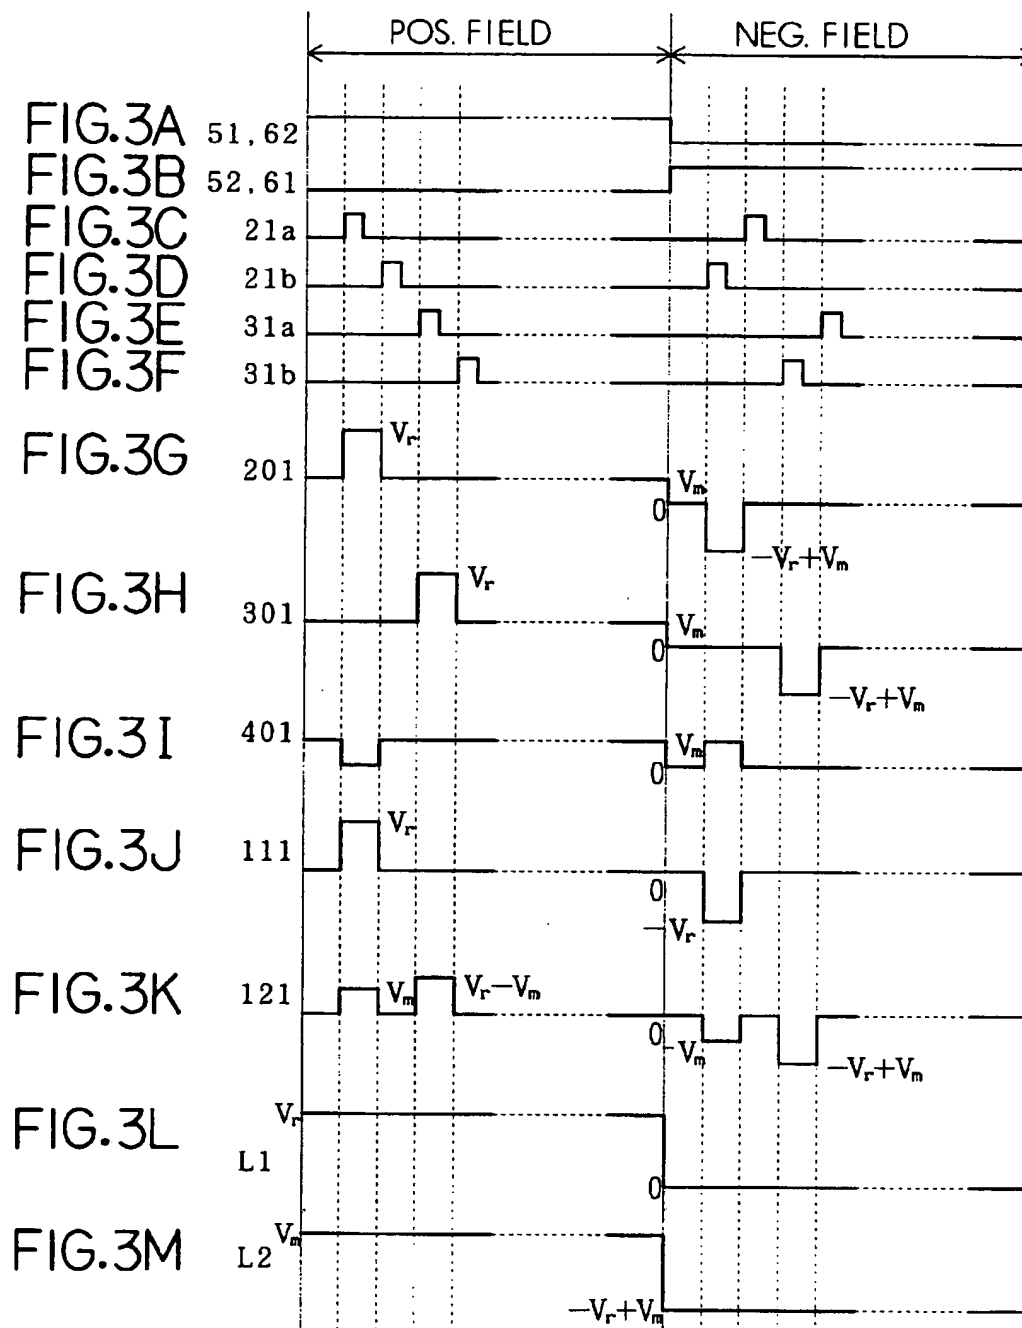 POS. FIELD NEG. FIELD
FIG.3A 51,62
FIG.3B 52,61
FIG.3C 21a
FIG.3D 21b
FIG.3E 31a
FIG.3F 31b
FIG.3G 201 Vr Vm 0 −Vr+Vm
FIG.3H 301 Vr Vm 0 −Vr+Vm
FIG.3I 401 Vm 0
FIG.3J 111 Vr 0 −Vr
FIG.3K 121 Vm Vr−Vm 0 -Vm −Vr+Vm
FIG.3L Vr L1 0
FIG.3M Vm L2 −Vr+Vm